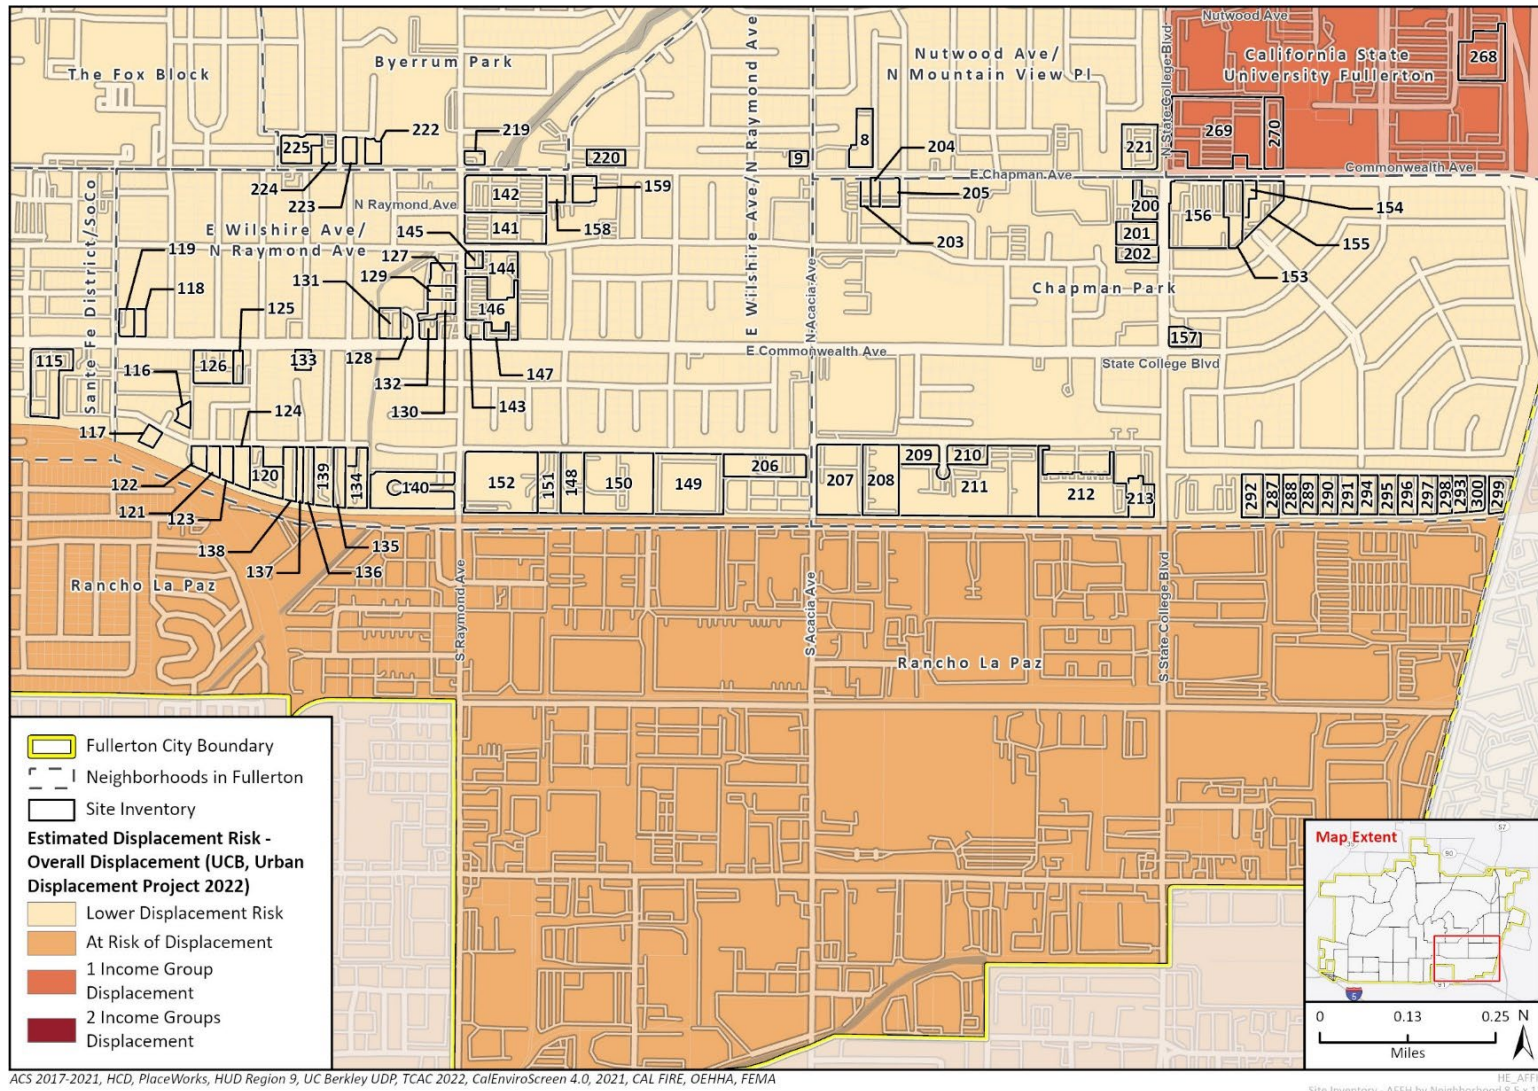 Nutwood Ave
The Fox Block
Byerrum Park
Nutwood Ave/
N Mountain View Pl
California State
University Fullerton
268
E Wilshire Ave/N Raymond Ave
N State College Blvd
225
222
219
220
9
8
204
221
269
270
224
223
E Chapman Ave
Commonwealth Ave
142
159
205
200
154
N Raymond Ave
158
156
E Wilshire Ave/
N Raymond Ave
145
141
203
201
155
119
127
202
153
129
144
131
118
146
Chapman Park
125
Sante Fe District/SoCo
N Acacia Ave
157
115
126
133
128
E Commonwealth Ave
State College Blvd
116
132
147
130
143
124
117
122
121
123
120
139
134
140
152
151
148
150
149
206
207
208
209
210
211
212
213
292
287
288
289
290
291
294
295
296
297
298
293
300
299
138
137
136
135
Rancho La Paz
S Raymond Ave
S Acacia Ave
S State College Blvd
Rancho La Paz
Fullerton City Boundary
Neighborhoods in Fullerton
Site Inventory
Estimated Displacement Risk -
Overall Displacement (UCB, Urban
Displacement Project 2022)
Lower Displacement Risk
At Risk of Displacement
1 Income Group
Displacement
2 Income Groups
Displacement
Map Extent
57
90
91
5
0 0.13 0.25
Miles
N
ACS 2017-2021, HCD, PlaceWorks, HUD Region 9, UC Berkley UDP, TCAC 2022, CalEnviroScreen 4.0, 2021, CAL FIRE, OEHHA, FEMA